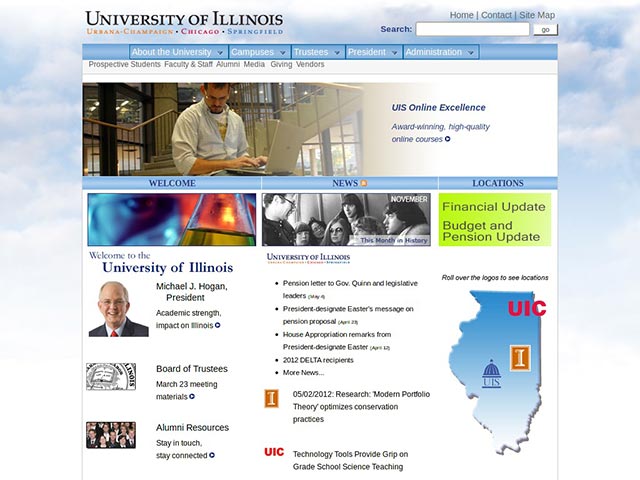 Home | Contact | Site Map
UNIVERSITY OF ILLINOIS
URBANA-CHAMPAIGN • CHICAGO • SPRINGFIELD
Search:
go
About the University
Campuses
Trustees
President
Administration
Prospective Students Faculty & Staff Alumni Media Giving Vendors
UIS Online Excellence
Award-winning, high-quality
online courses
WELCOME
NEWS
LOCATIONS
NOVEMBER
This Month in History
Financial Update
Budget and
Pension Update
Welcome to the
University of Illinois
Michael J. Hogan,
President
Academic strength,
impact on Illinois
Board of Trustees
March 23 meeting
materials
Alumni Resources
Stay in touch,
stay connected
UNIVERSITY OF ILLINOIS
URBANA-CHAMPAIGN • CHICAGO • SPRINGFIELD
Pension letter to Gov. Quinn and legislative
leaders (May 4)
President-designate Easter's message on
pension proposal (April 23)
House Appropriation remarks from
President-designate Easter (April 12)
2012 DELTA recipients
More News...
I
05/02/2012: Research: 'Modern Portfolio
Theory' optimizes conservation
practices
UIC
Technology Tools Provide Grip on
Grade School Science Teaching
Roll over the logos to see locations
UIC
I
UIS